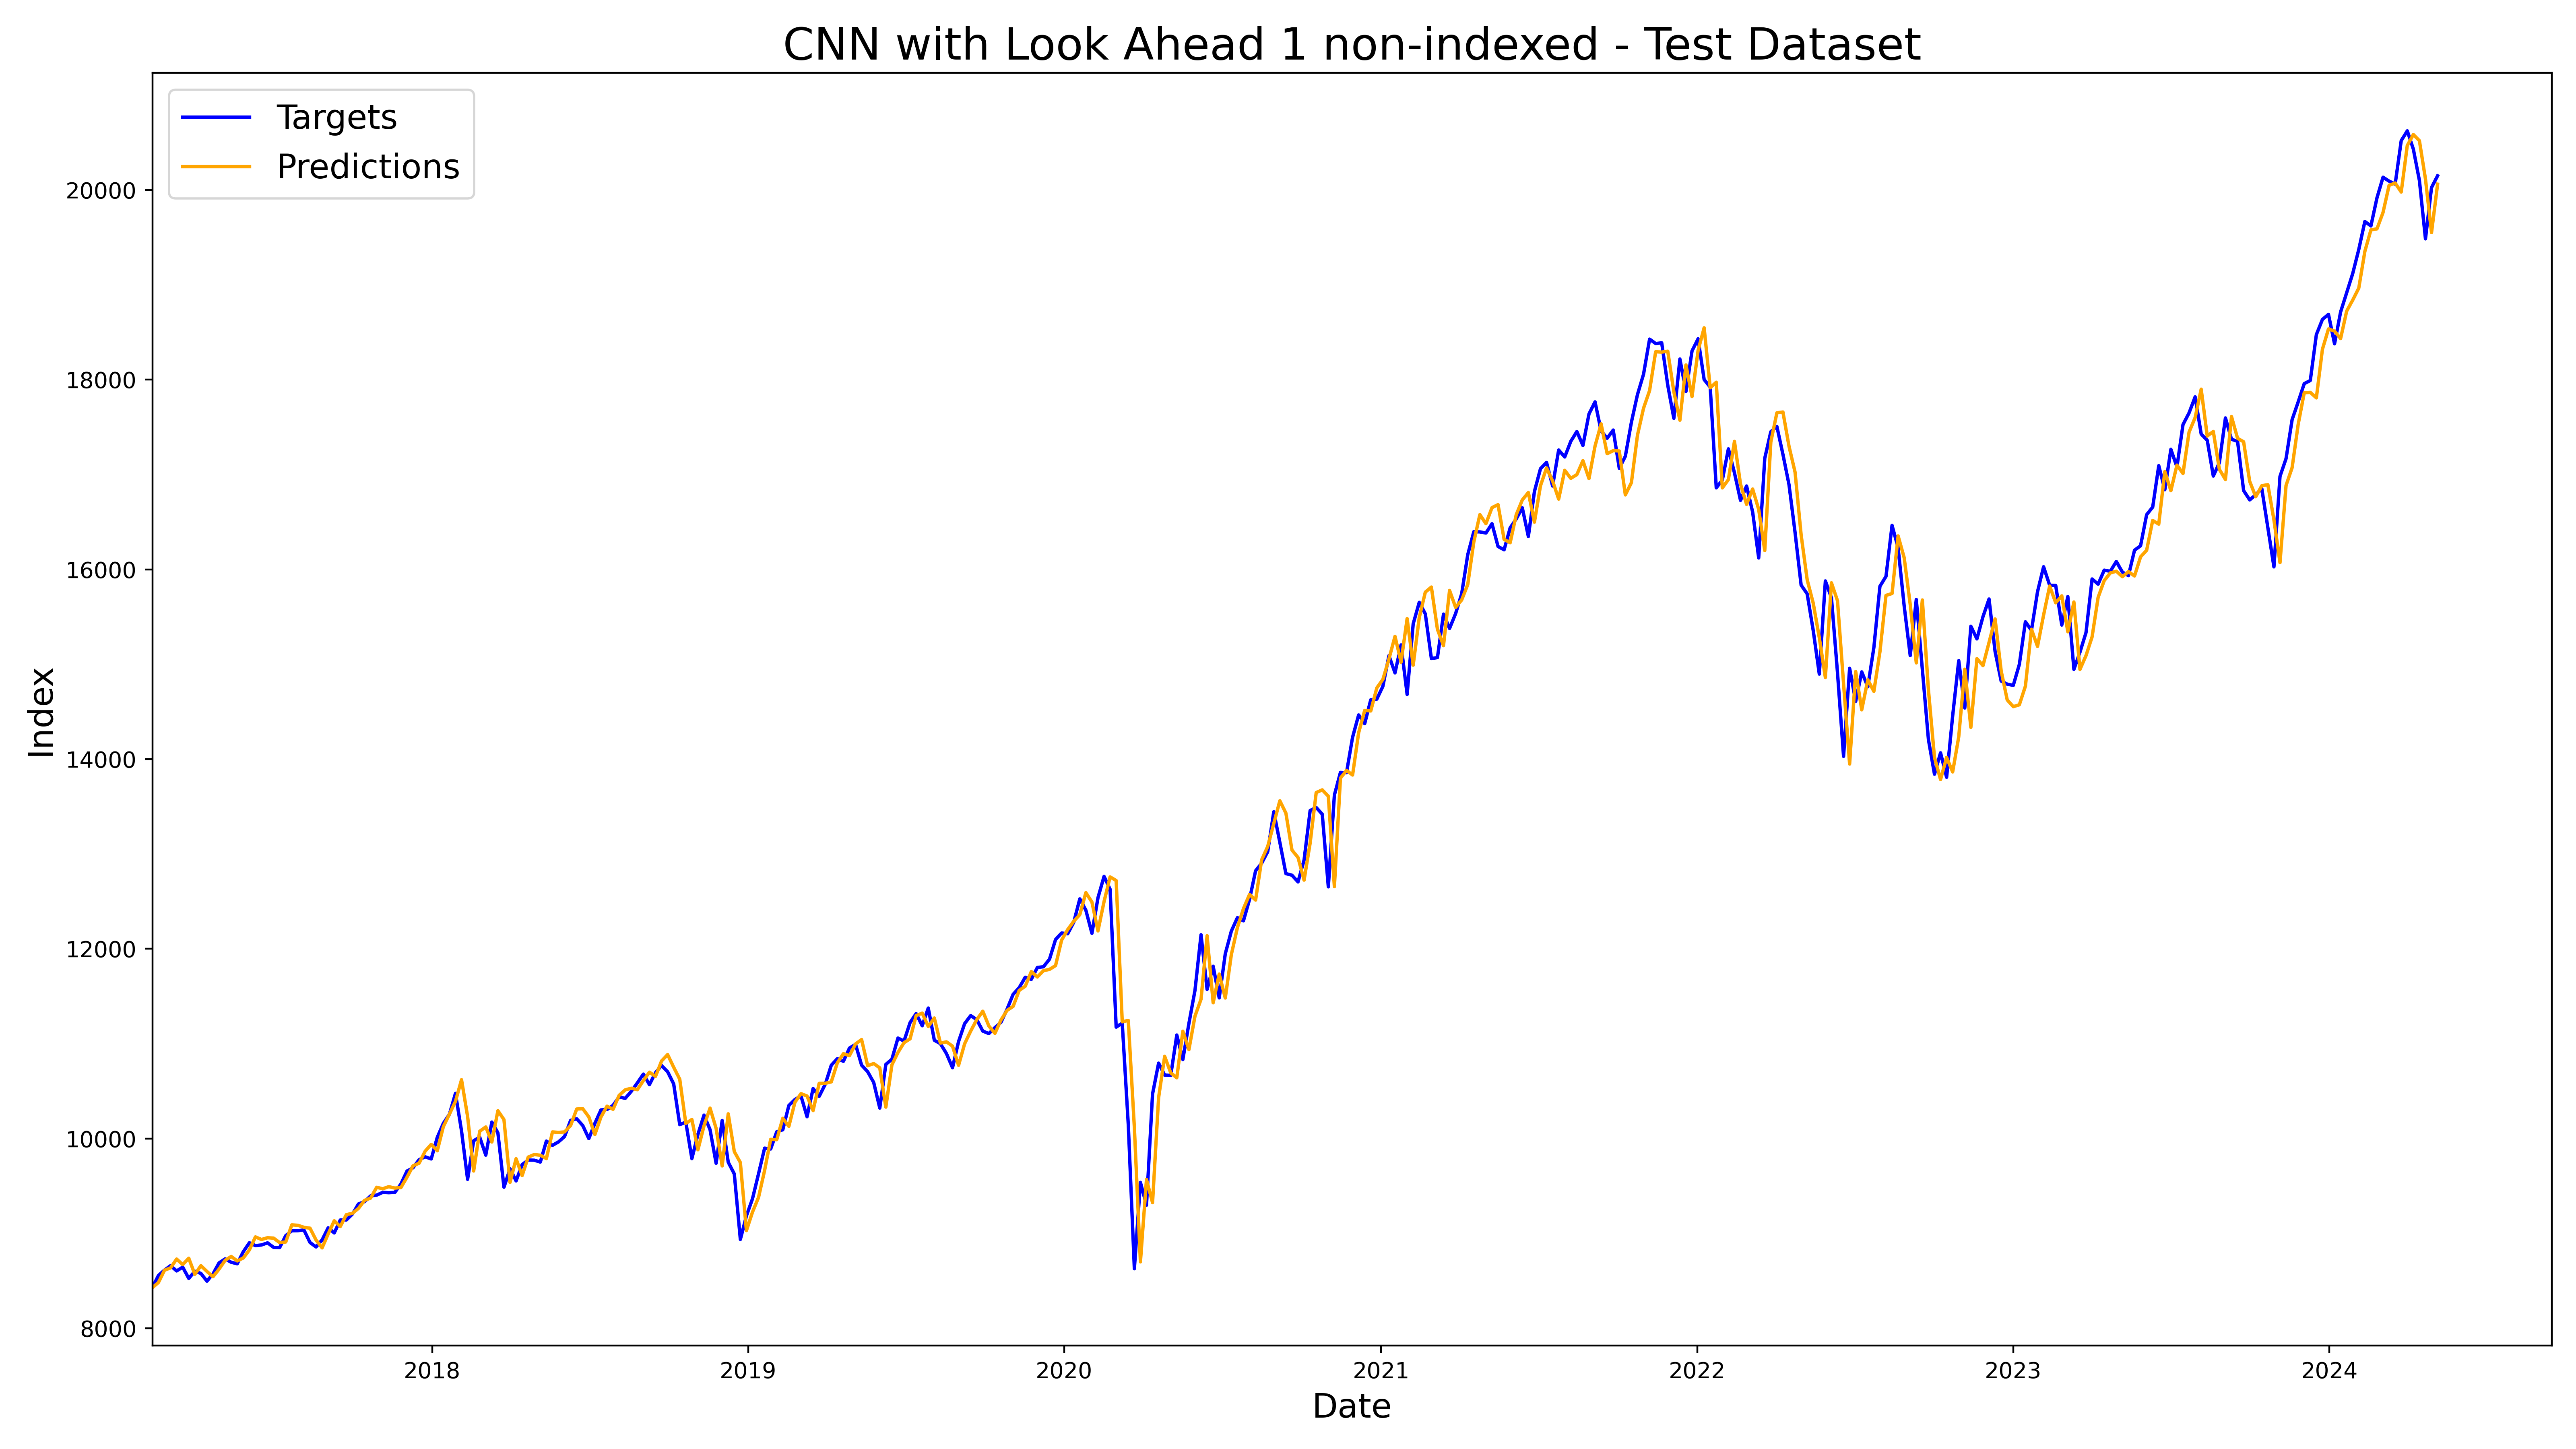 CNN with Look Ahead 1 non-indexed - Test Dataset
Targets
Predictions
20000
18000
16000
14000
12000
10000
8000
Index
2018 2019 2020 2021 2022 2023 2024
Date